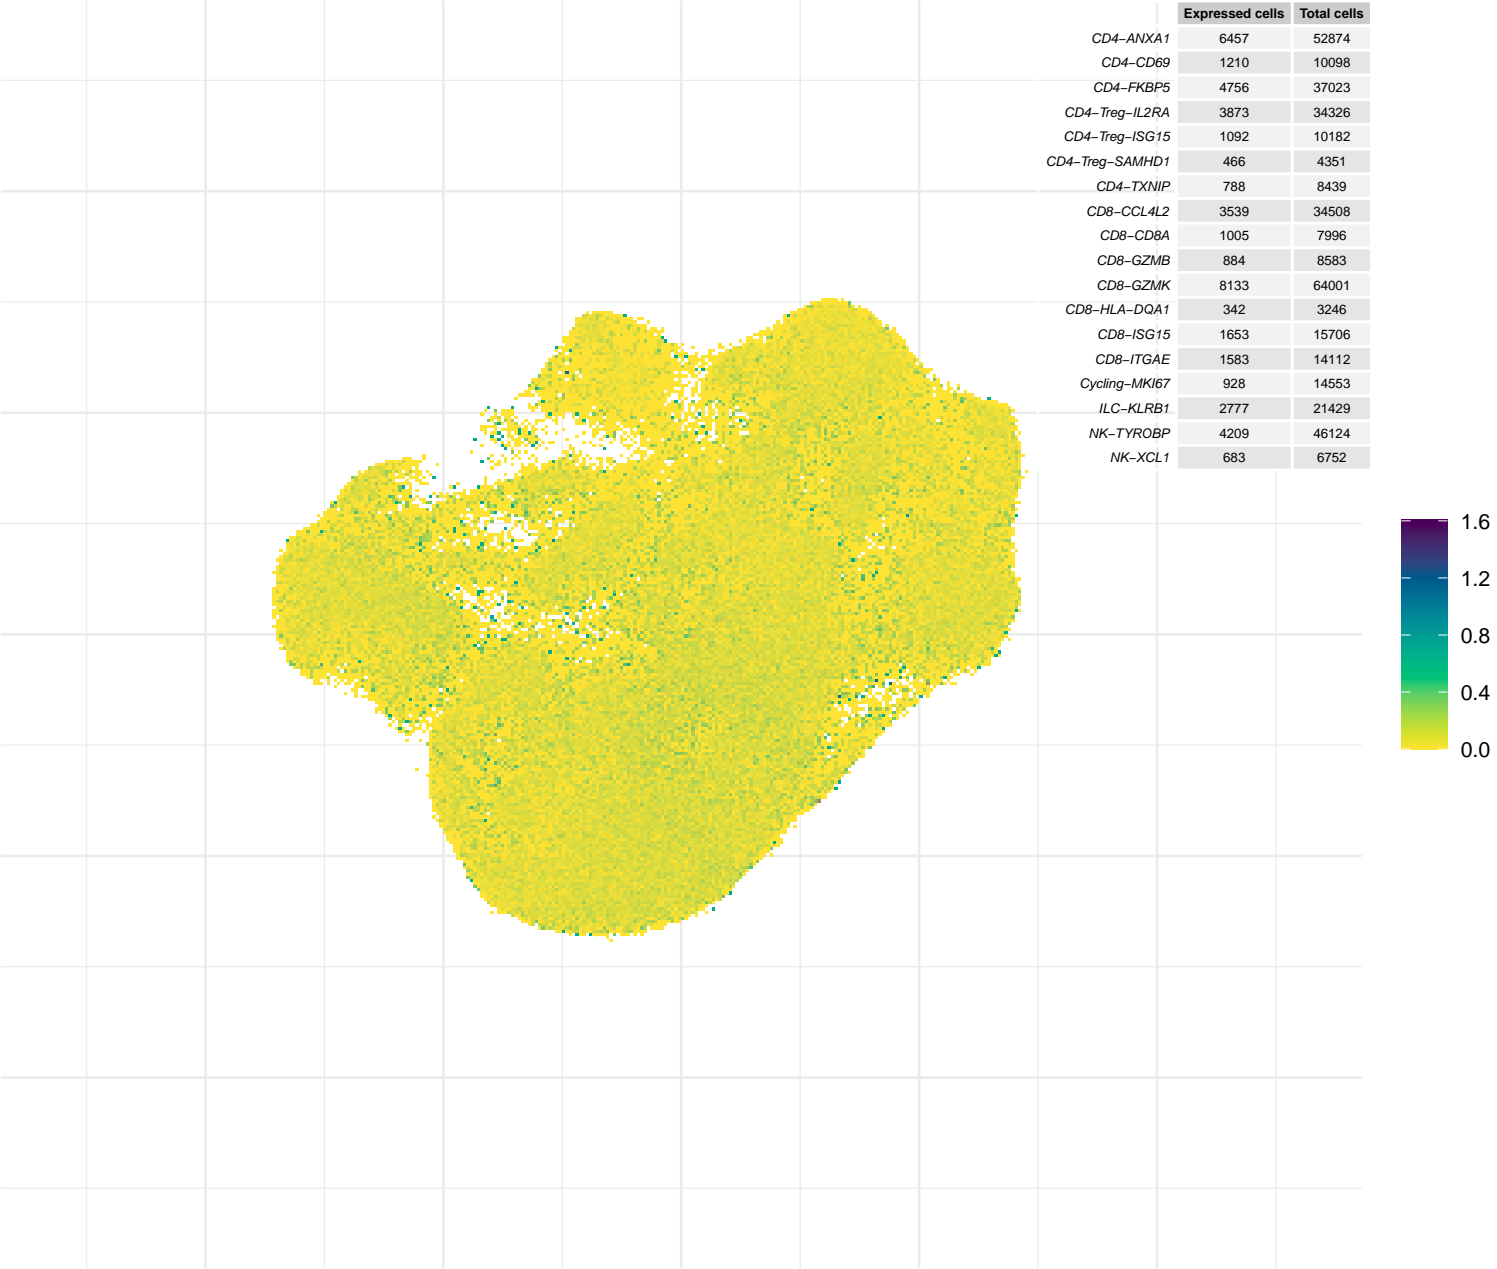 Expressed cells Total cells
CD4−ANXA1 6457 52874
CD4−CD69 1210 10098
CD4−FKBP5 4756 37023
CD4−Treg−IL2RA 3873 34326
CD4−Treg−ISG15 1092 10182
CD4−Treg−SAMHD1 466 4351
CD4−TXNIP 788 8439
CD8−CCL4L2 3539 34508
CD8−CD8A 1005 7996
CD8−GZMB 884 8583
CD8−GZMK 8133 64001
CD8−HLA−DQA1 342 3246
CD8−ISG15 1653 15706
CD8−ITGAE 1583 14112
Cycling−MKI67 928 14553
ILC−KLRB1 2777 21429
NK−TYROBP 4209 46124
NK−XCL1 683 6752
1.6
1.2
0.8
0.4
0.0